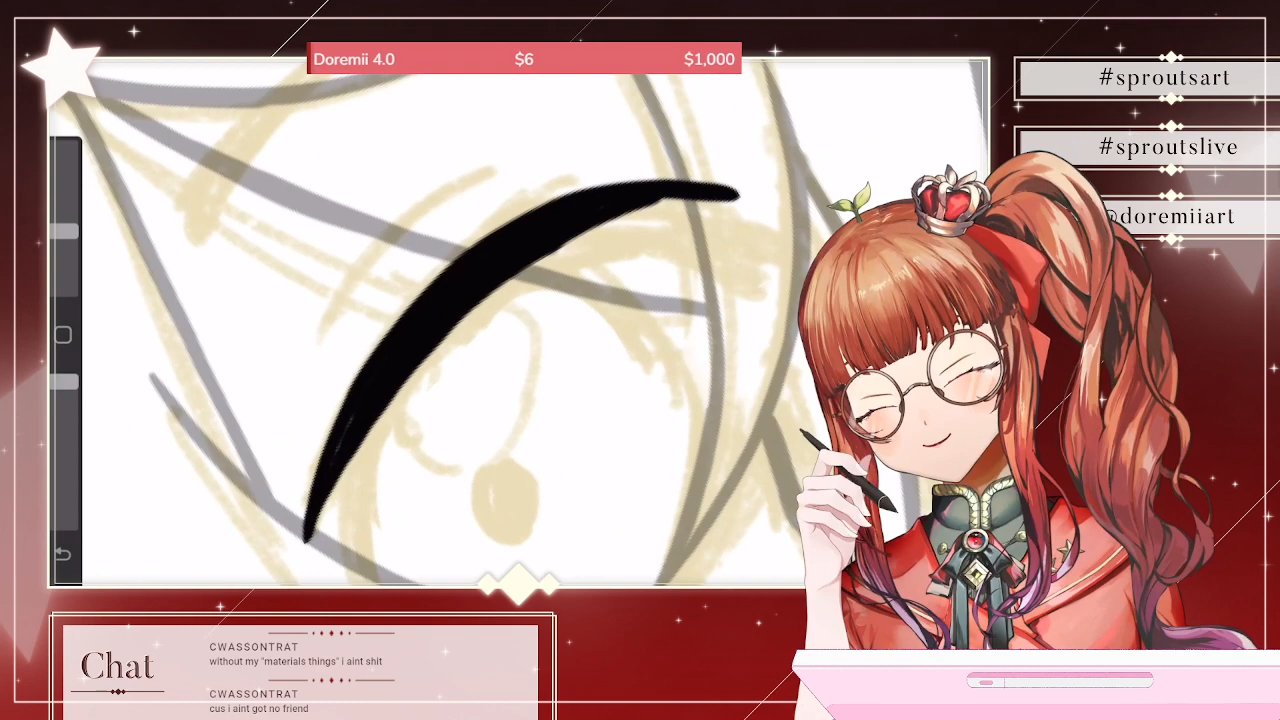 Doremii 4.0 $6 $1,000
#sproutsart
#sproutslive
@doremiiart
Chat
CWASSONTRAT
without my "materials things" i aint shit
CWASSONTRAT
cus i aint got no friend